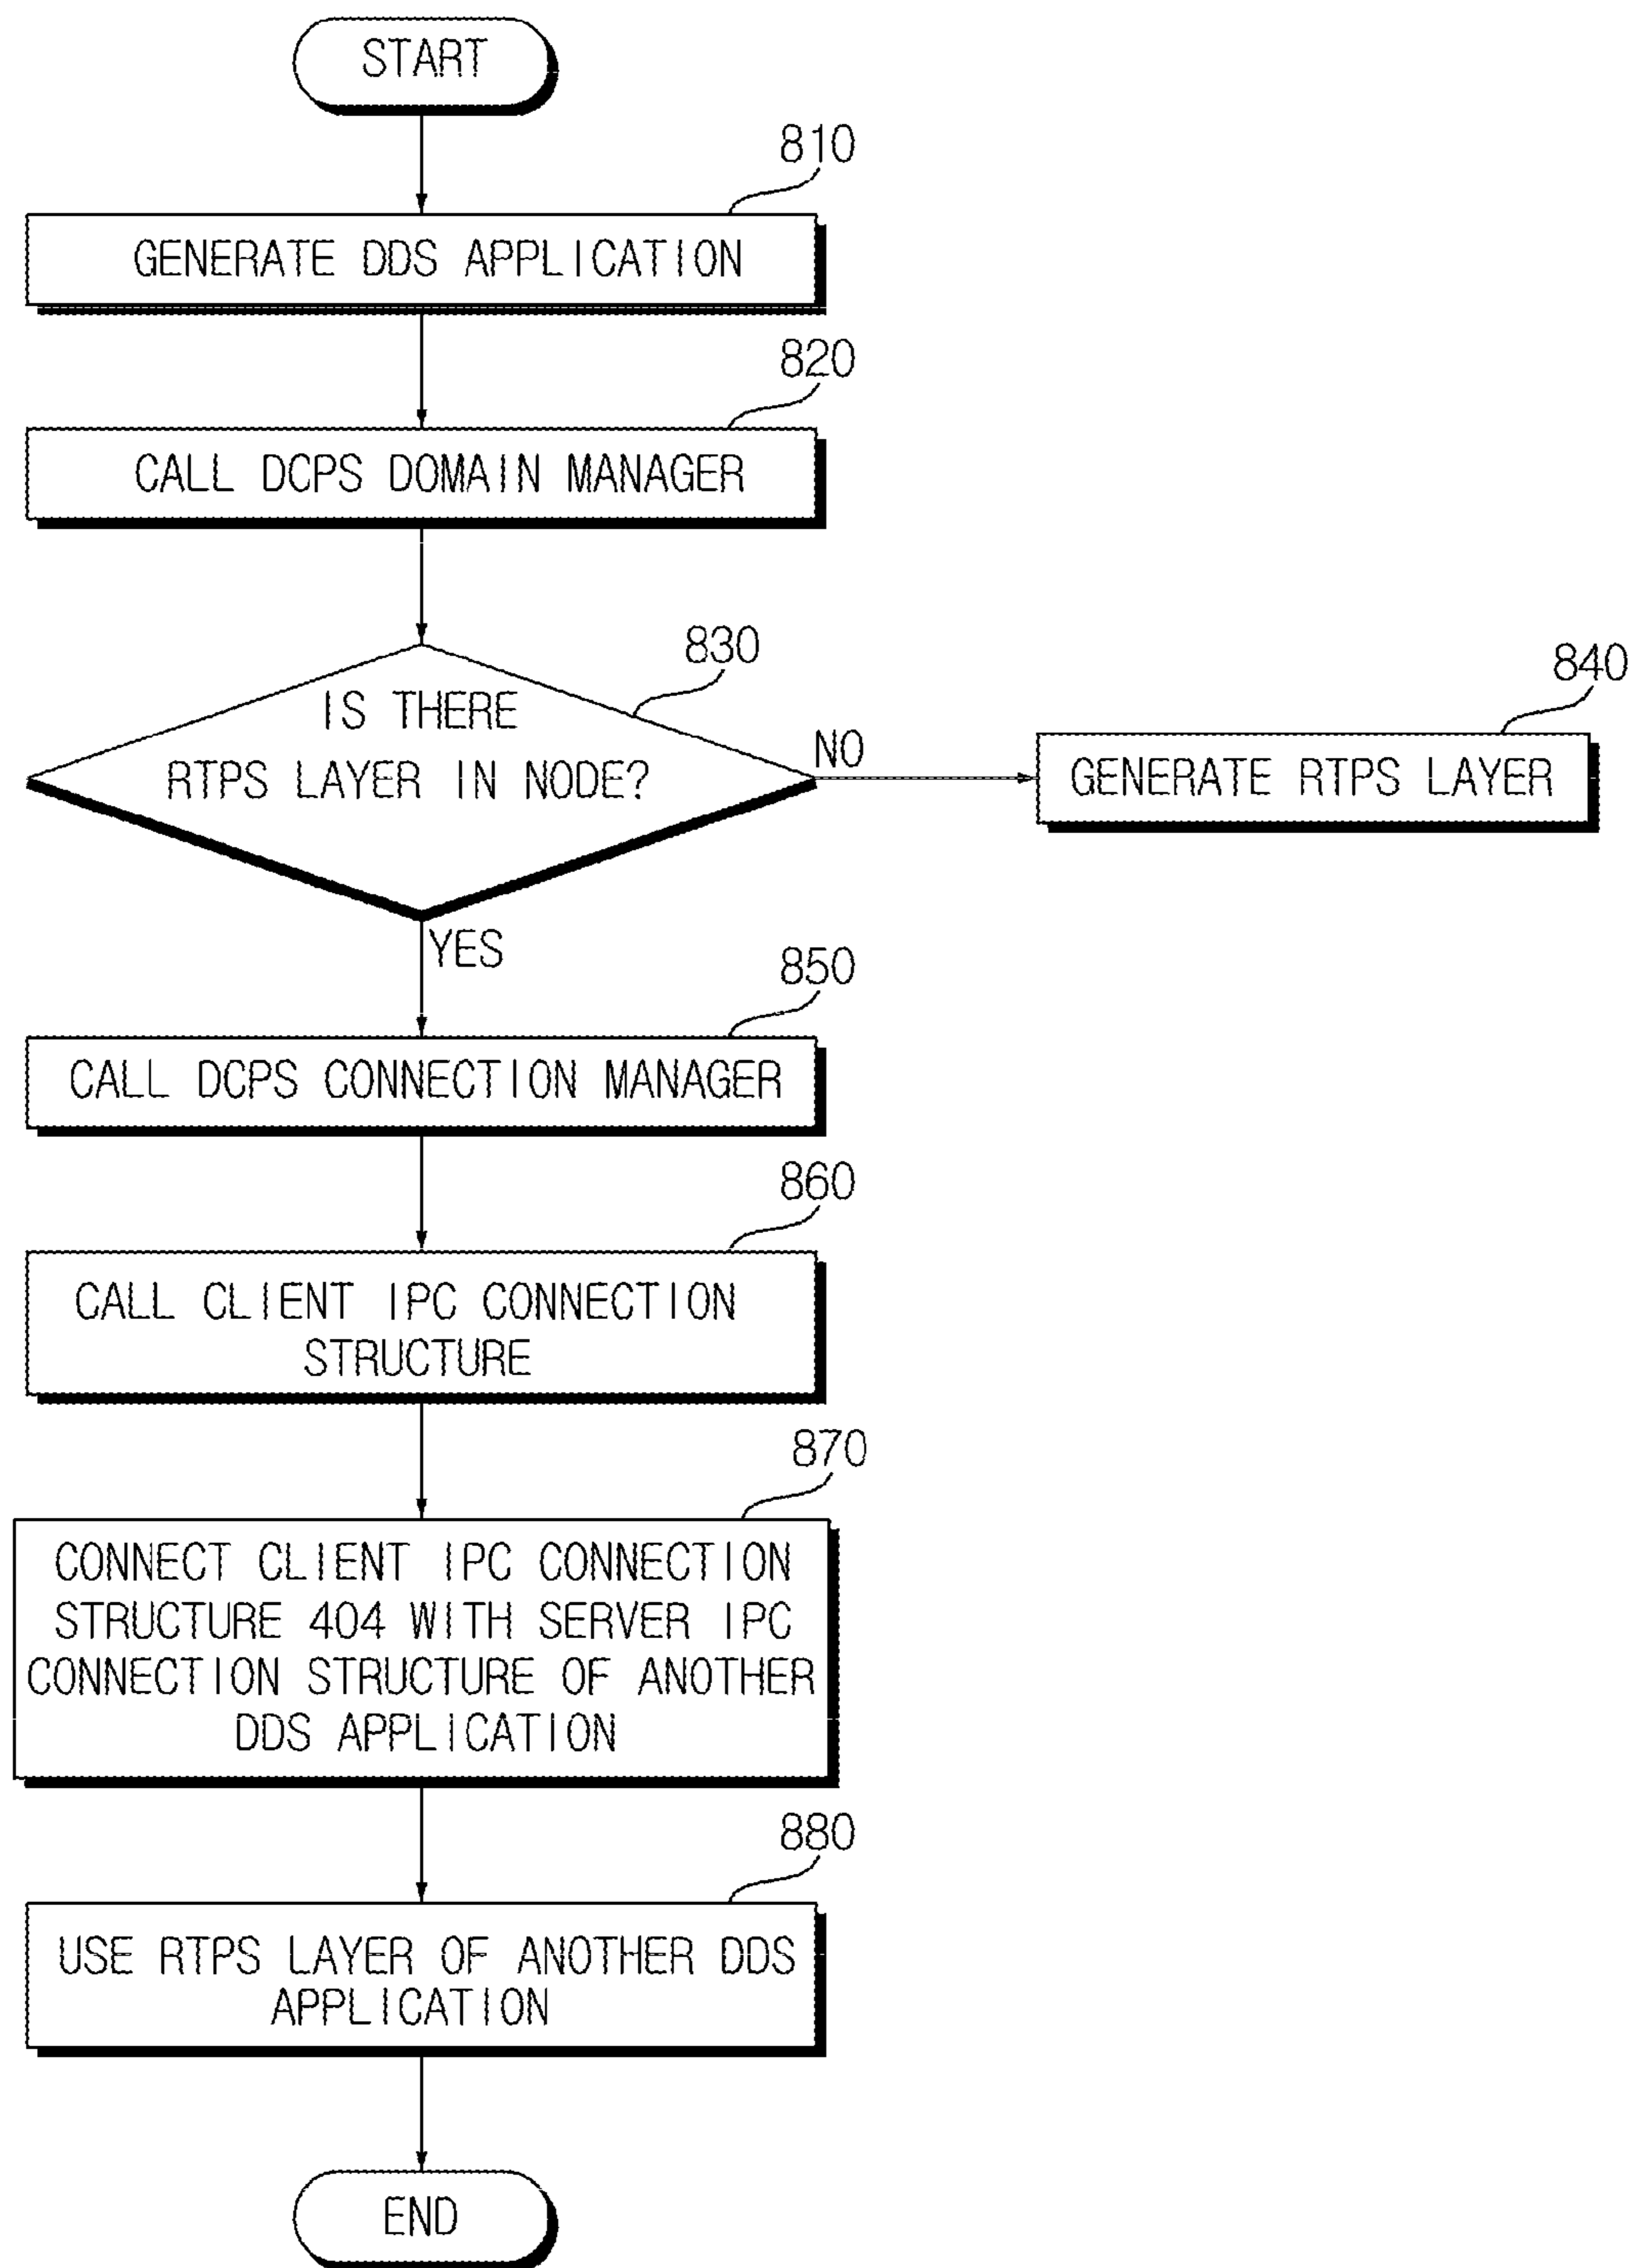 START
810
GENERATE DDS APPLICATION
820
CALL DCPS DOMAIN MANAGER
830
IS THERE
RTPS LAYER IN NODE?
NO
840
GENERATE RTPS LAYER
YES
850
CALL DCPS CONNECTION MANAGER
860
CALL CLIENT IPC CONNECTION
STRUCTURE
870
CONNECT CLIENT IPC CONNECTION
STRUCTURE 404 WITH SERVER IPC
CONNECTION STRUCTURE OF ANOTHER
DDS APPLICATION
880
USE RTPS LAYER OF ANOTHER DDS
APPLICATION
END